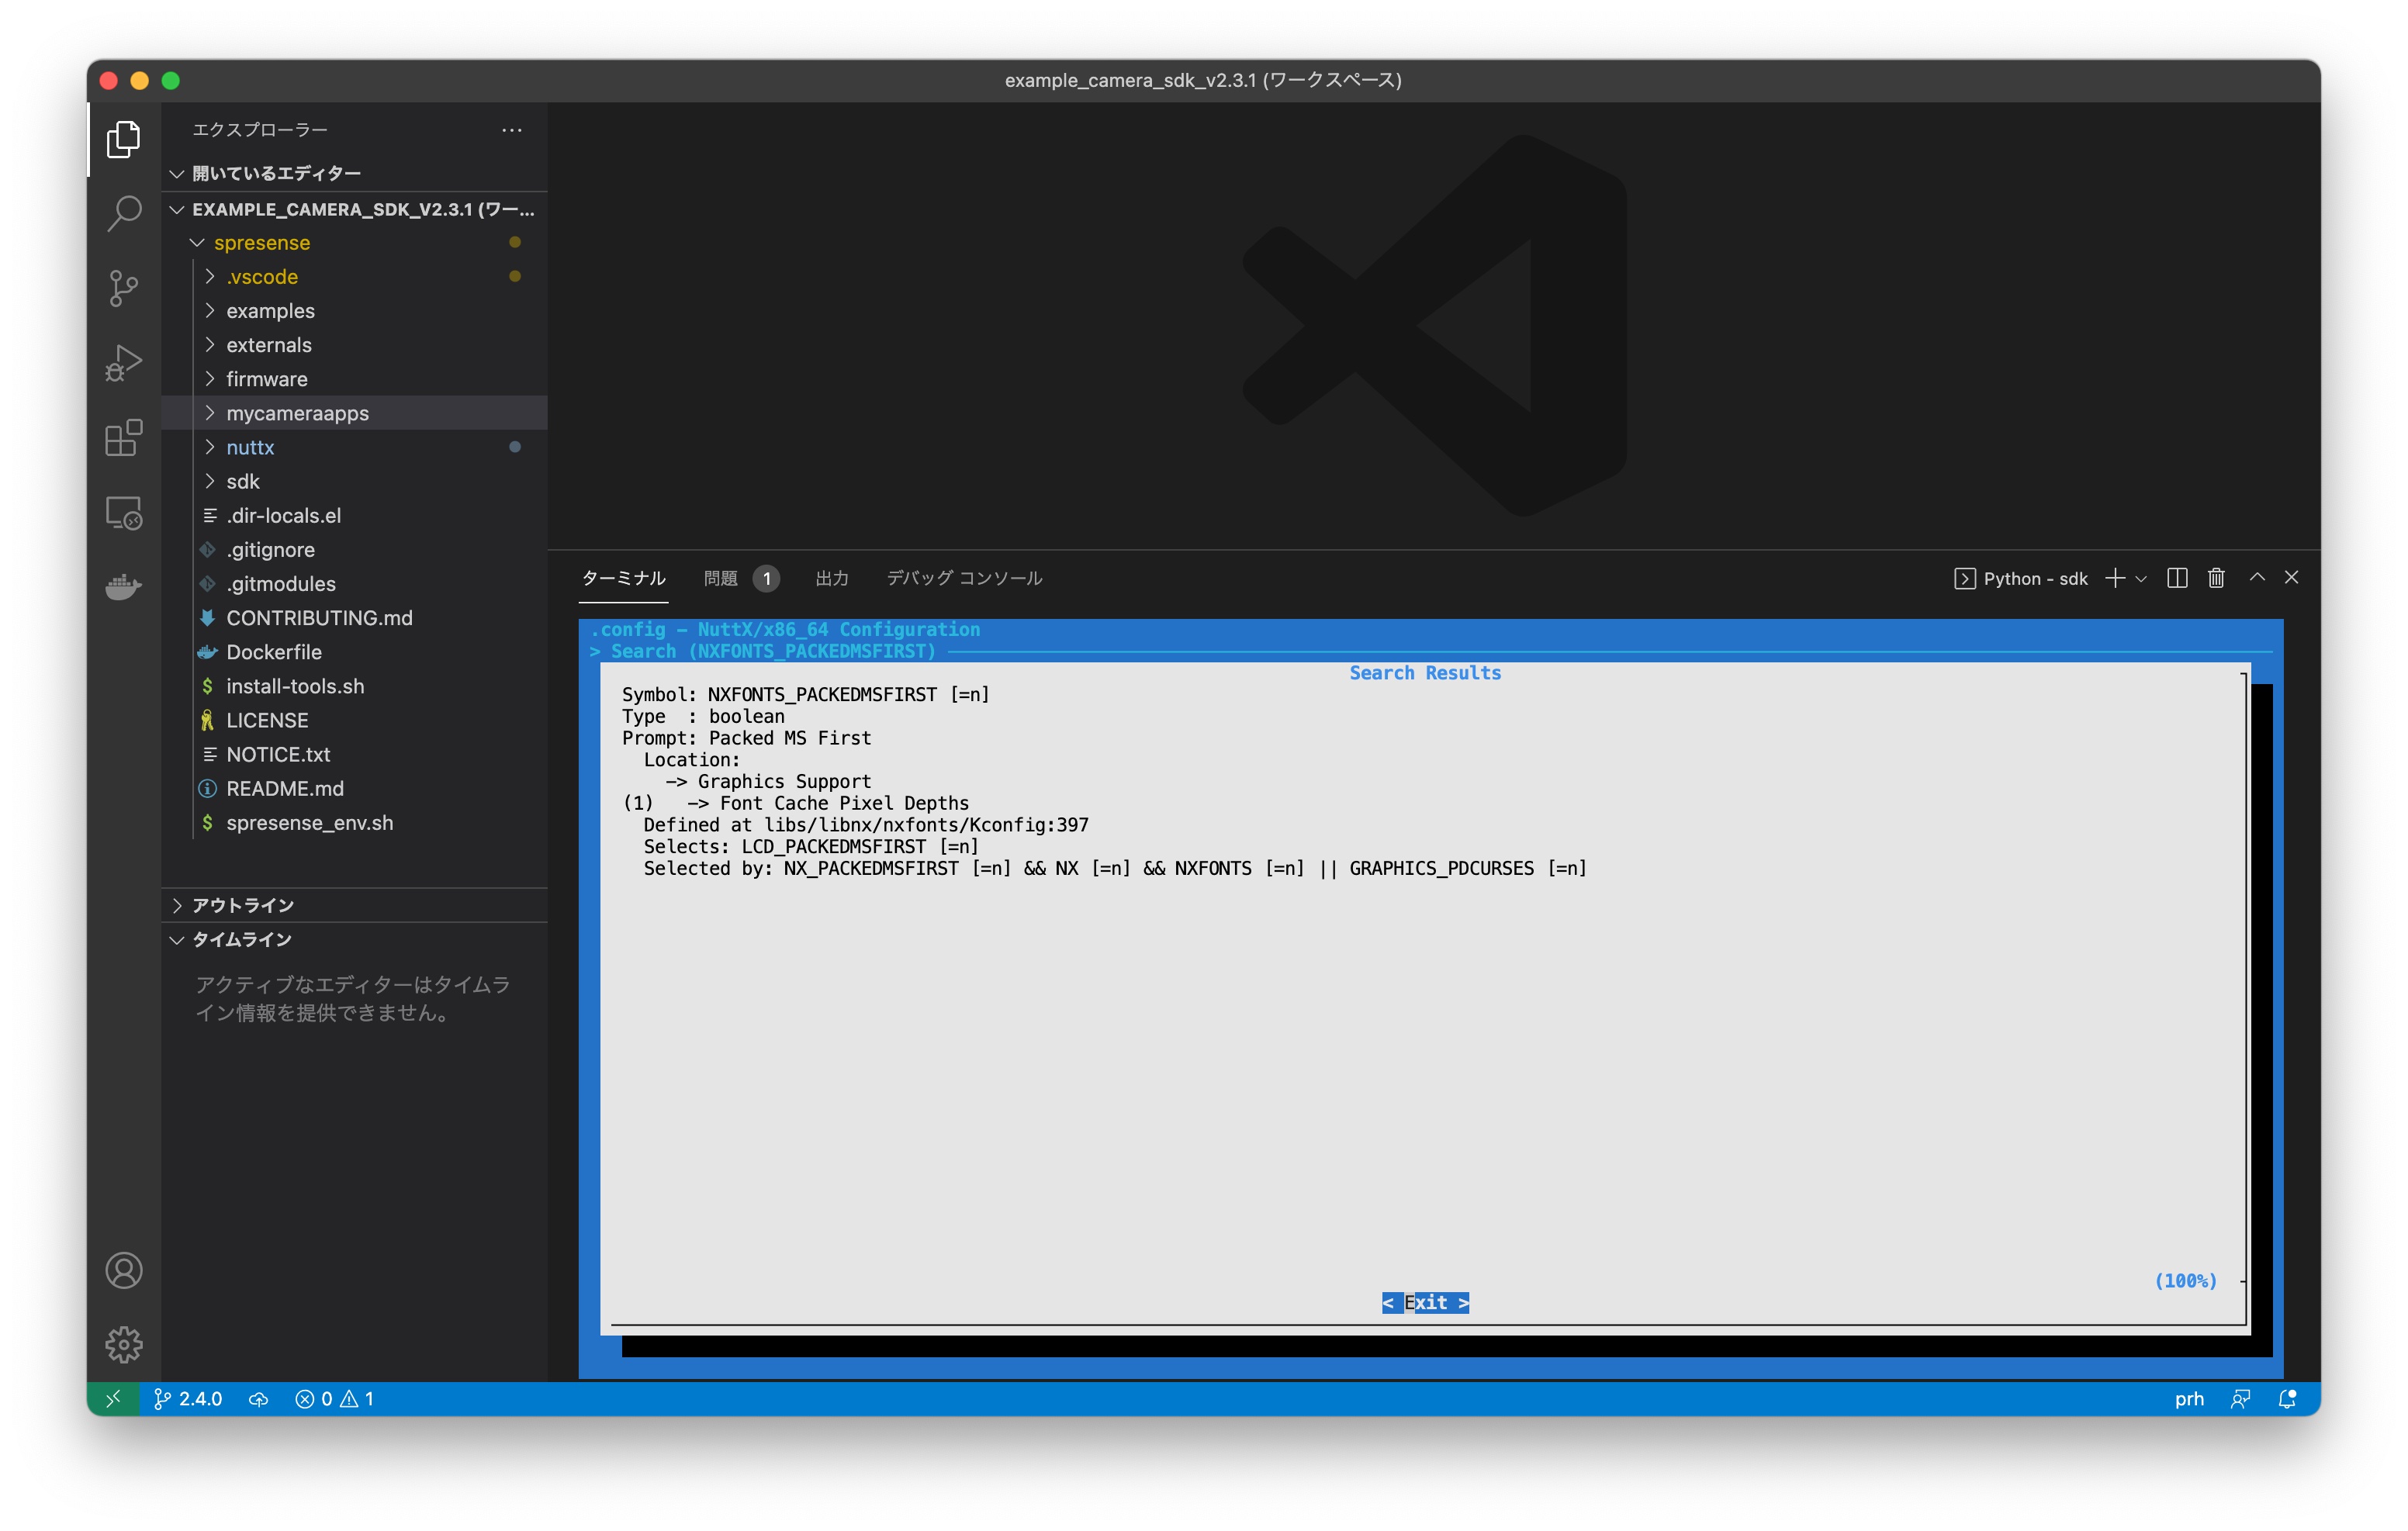 example_camera_sdk_v2.3.1 (ワークスペース)
エクスプローラー
開いているエディター
EXAMPLE_CAMERA_SDK_V2.3.1 (ワー...
spresense
.vscode
examples
externals
firmware
mycameraapps
nuttx
sdk
.dir-locals.el
.gitignore
.gitmodules
CONTRIBUTING.md
Dockerfile
install-tools.sh
LICENSE
NOTICE.txt
README.md
spresense_env.sh
アウトライン
タイムライン
アクティブなエディターはタイムラ
イン情報を提供できません。
ターミナル 問題 1 出力 デバッグ コンソール Python - sdk
.config – NuttX/x86_64 Configuration
> Search (NXFONTS_PACKEDMSFIRST)
Search Results
Symbol: NXFONTS_PACKEDMSFIRST [=n]
Type  : boolean
Prompt: Packed MS First
  Location:
    -> Graphics Support
(1)   -> Font Cache Pixel Depths
  Defined at libs/libnx/nxfonts/Kconfig:397
  Selects: LCD_PACKEDMSFIRST [=n]
  Selected by: NX_PACKEDMSFIRST [=n] && NX [=n] && NXFONTS [=n] || GRAPHICS_PDCURSES [=n]
(100%)
< Exit >
2.4.0 0 1 prh